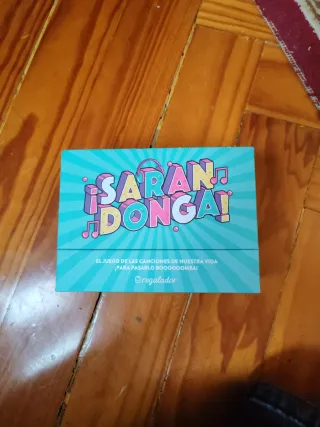 ¡SARAN
DONGA!
EL JUEGO DE LAS CANCIONES DE NUESTRA VIDA
¡PARA PASARLO BOOOOOOMBA!
regalador